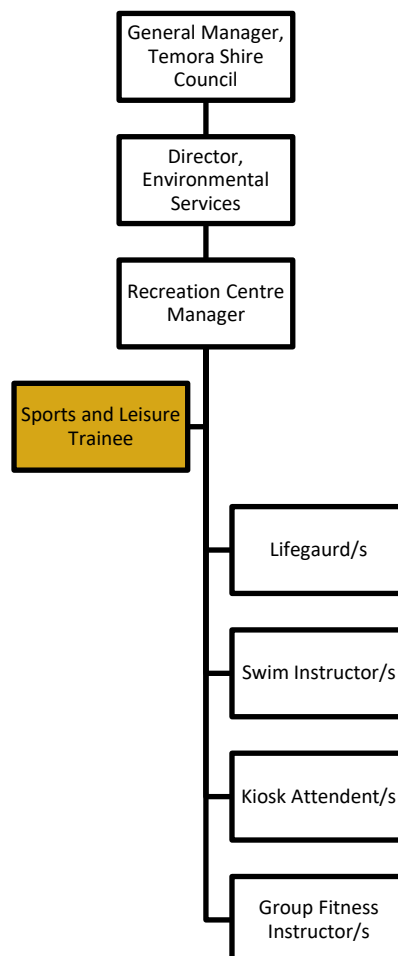 General Manager,
Temora Shire
Council
Director,
Environmental
Services
Recreation Centre
Manager
Sports and Leisure
Trainee
Lifegaurd/s
Swim Instructor/s
Kiosk Attendent/s
Group Fitness
Instructor/s